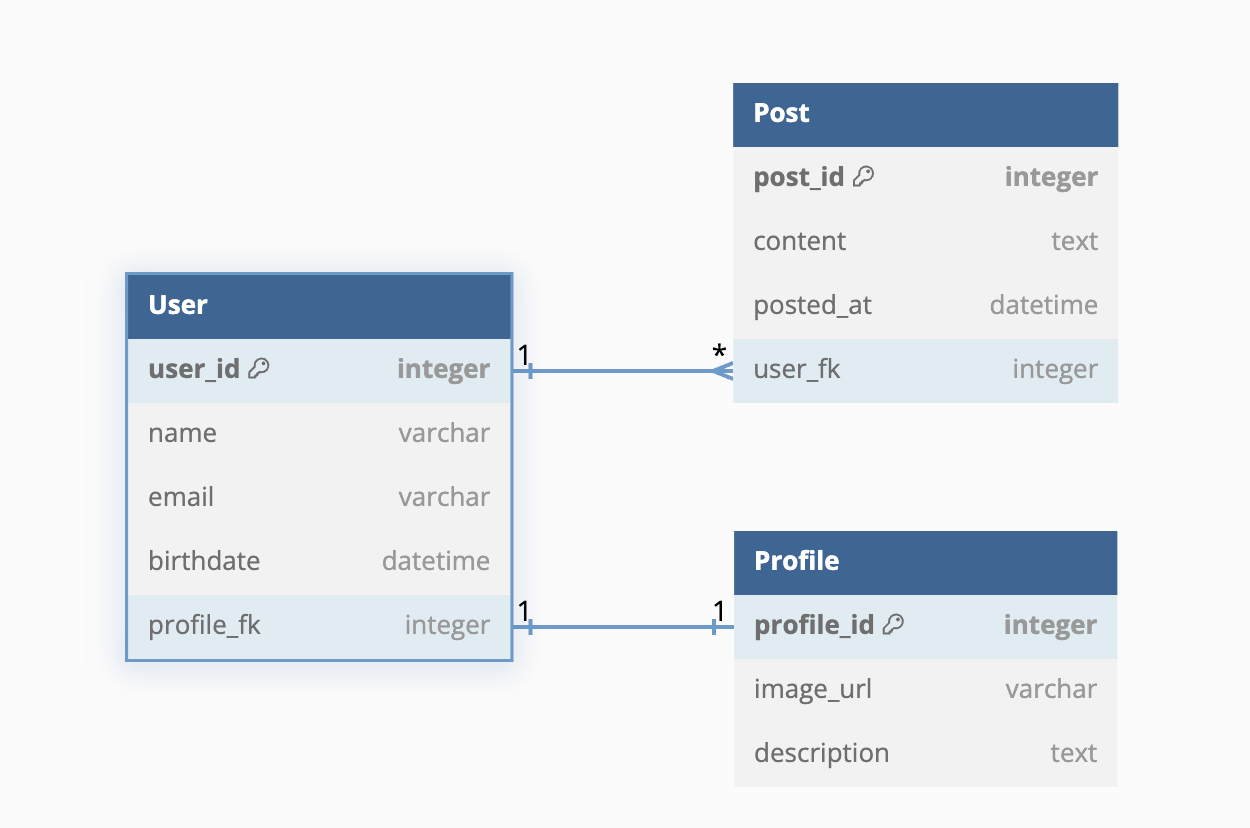 User
user_id integer
name varchar
email varchar
birthdate datetime
profile_fk integer
1 *
1 1
Post
post_id integer
content text
posted_at datetime
user_fk integer
Profile
profile_id integer
image_url varchar
description text